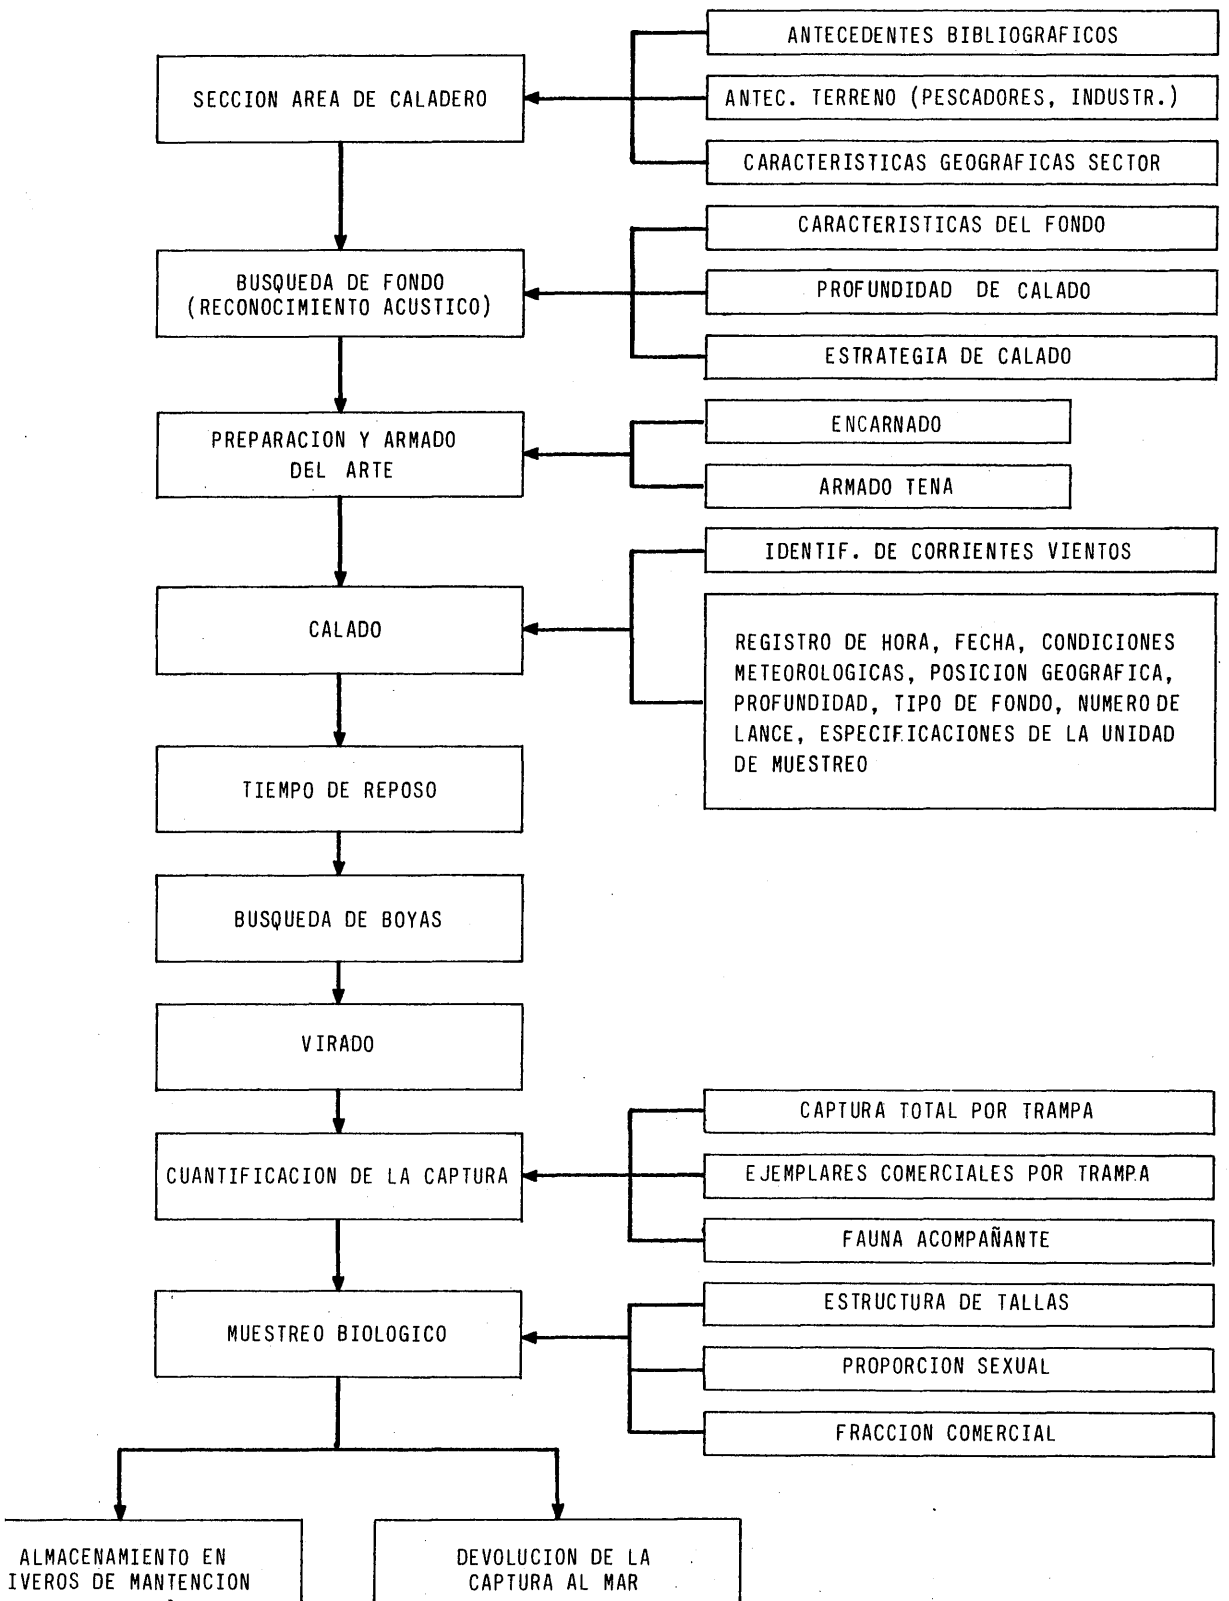 ANTECEDENTES BIBLIOGRAFICOS
SECCION AREA DE CALADERO
ANTEC. TERRENO (PESCADORES, INDUSTR.)
CARACTERISTICAS GEOGRAFICAS SECTOR
CARACTERISTICAS DEL FONDO
BUSQUEDA DE FONDO
(RECONOCIMIENTO ACUSTICO)
PROFUNDIDAD DE CALADO
ESTRATEGIA DE CALADO
PREPARACION Y ARMADO
DEL ARTE
ENCARNADO
ARMADO TENA
IDENTIF. DE CORRIENTES VIENTOS
CALADO
REGISTRO DE HORA, FECHA, CONDICIONES
METEOROLOGICAS, POSICION GEOGRAFICA,
PROFUNDIDAD, TIPO DE FONDO, NUMERO DE
LANCE, ESPECIFICACIONES DE LA UNIDAD
DE MUESTREO
TIEMPO DE REPOSO
BUSQUEDA DE BOYAS
VIRADO
CAPTURA TOTAL POR TRAMPA
CUANTIFICACION DE LA CAPTURA
EJEMPLARES COMERCIALES POR TRAMPA
FAUNA ACOMPAÑANTE
ESTRUCTURA DE TALLAS
MUESTREO BIOLOGICO
PROPORCION SEXUAL
FRACCION COMERCIAL
ALMACENAMIENTO EN
IVEROS DE MANTENCION
DEVOLUCION DE LA
CAPTURA AL MAR